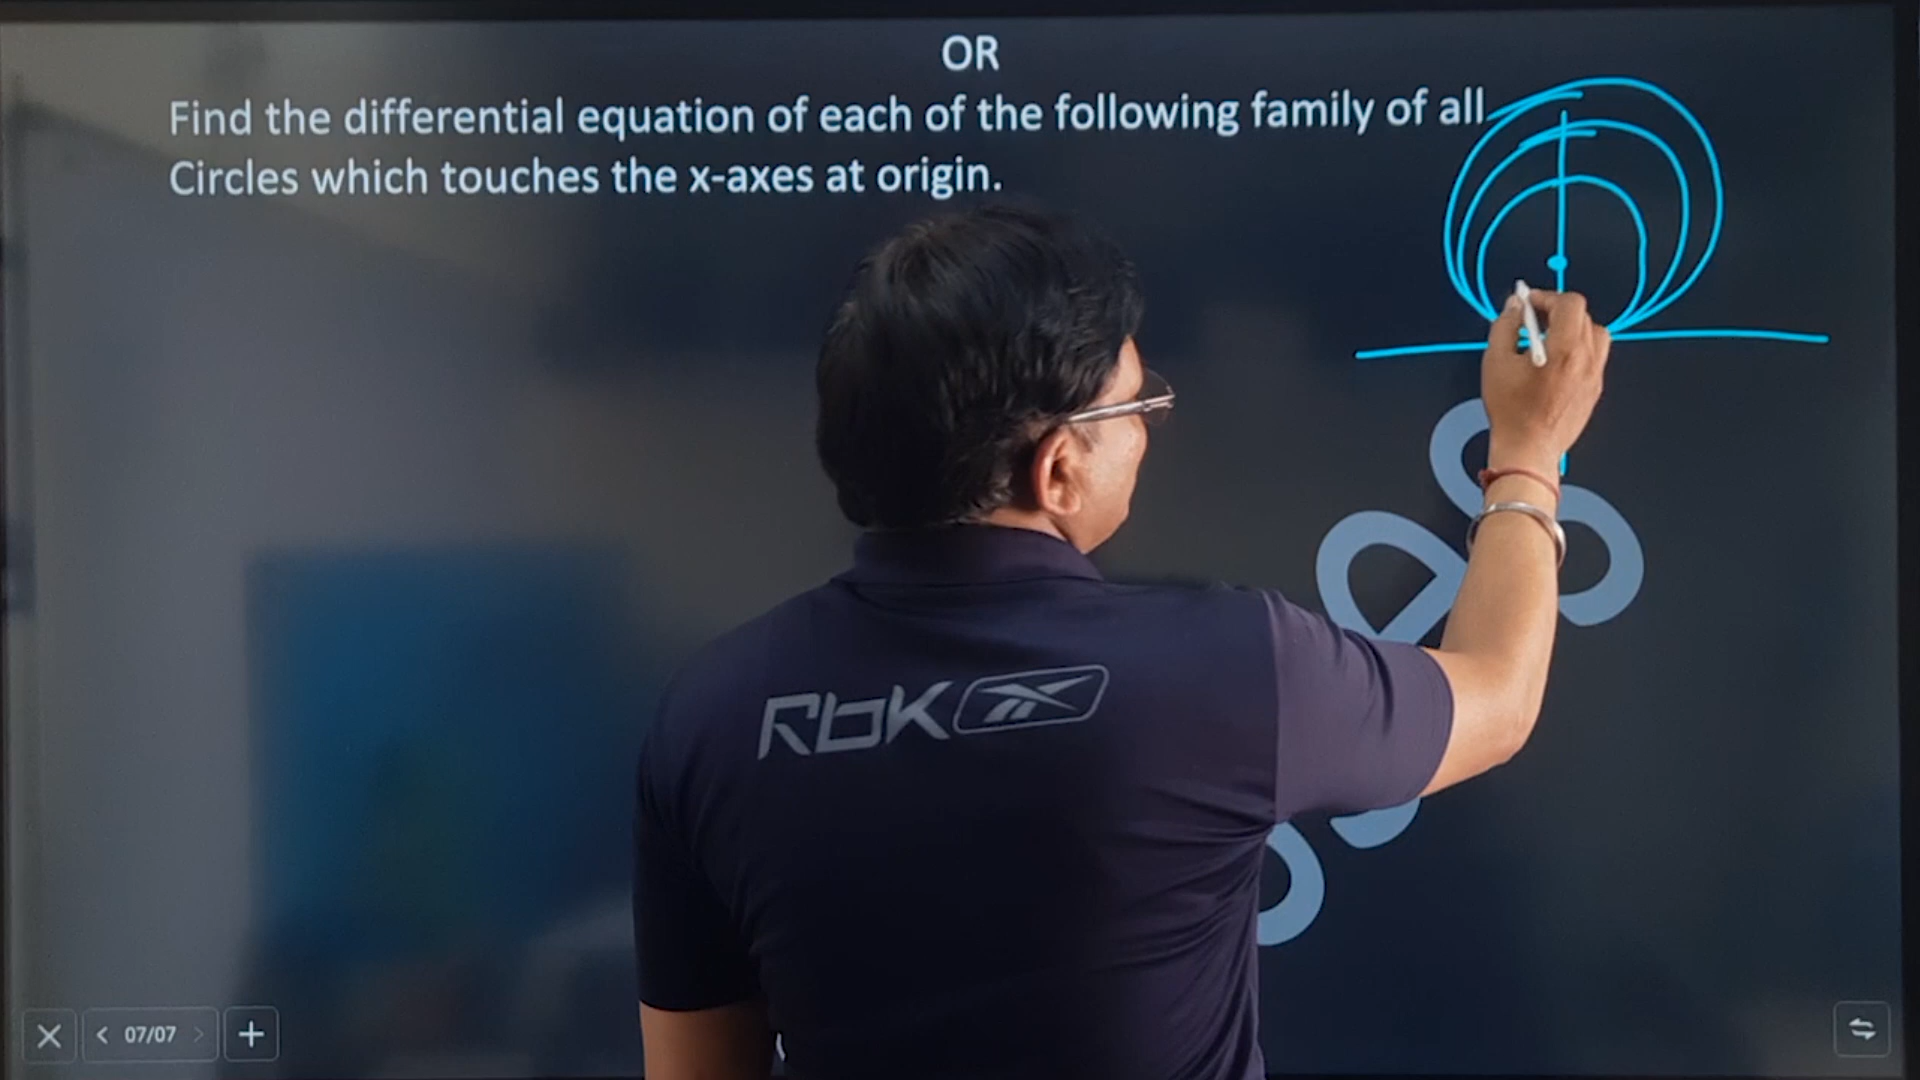 OR
Find the differential equation of each of the following family of all
Circles which touches the x-axes at origin.
RbK
07/07